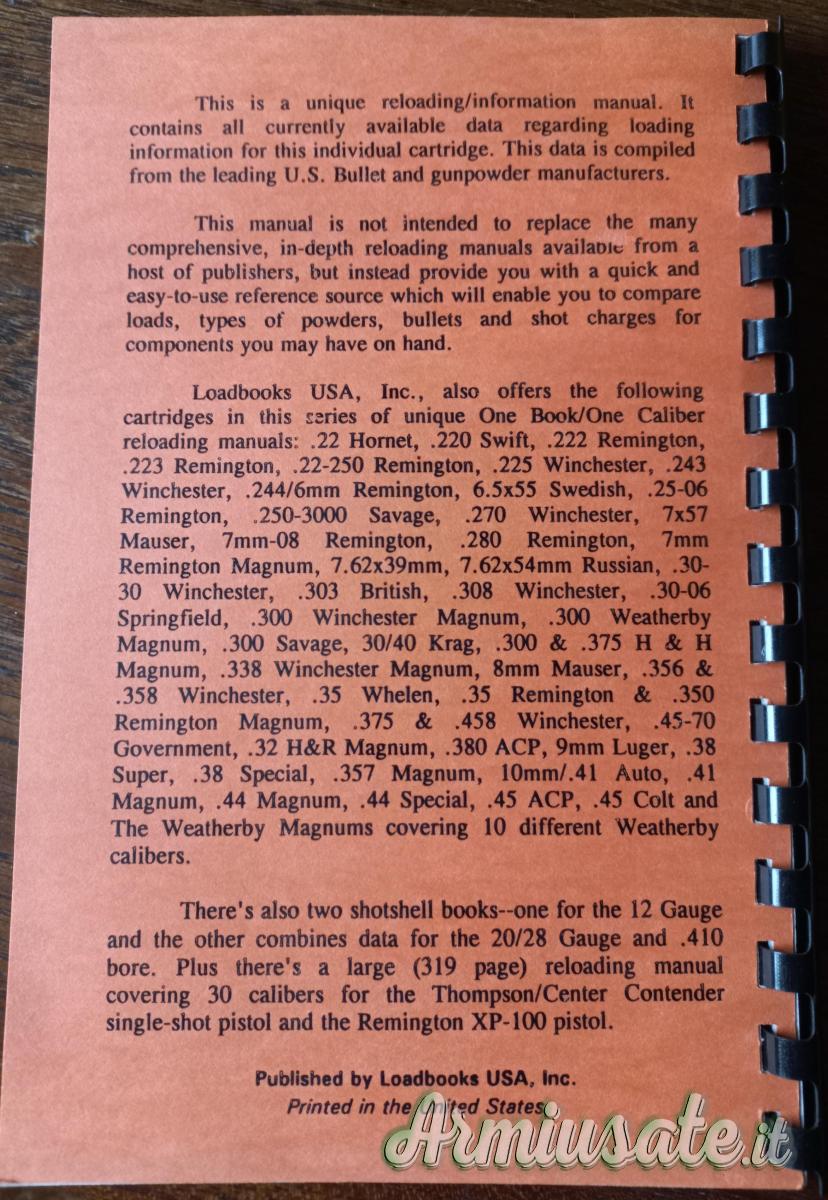 This is a unique reloading/information manual. It
contains all currently available data regarding loading
information for this individual cartridge. This data is compiled
from the leading U.S. Bullet and gunpowder manufacturers.
This manual is not intended to replace the many
comprehensive, in-depth reloading manuals available from a
host of publishers, but instead provide you with a quick and
easy-to-use reference source which will enable you to compare
loads, types of powders, bullets and shot charges for
components you may have on hand.
Loadbooks USA, Inc., also offers the following
cartridges in this series of unique One Book/One Caliber
reloading manuals: .22 Hornet, .220 Swift, .222 Remington,
.223 Remington, .22-250 Remington, .225 Winchester, .243
Winchester, .244/6mm Remington, 6.5x55 Swedish, .25-06
Remington, .250-3000 Savage, .270 Winchester, 7x57
Mauser, 7mm-08 Remington, .280 Remington, 7mm
Remington Magnum, 7.62x39mm, 7.62x54mm Russian, .30-
30 Winchester, .303 British, .308 Winchester, .30-06
Springfield, .300 Winchester Magnum, .300 Weatherby
Magnum, .300 Savage, 30/40 Krag, .300 & .375 H & H
Magnum, .338 Winchester Magnum, 8mm Mauser, .356 &
.358 Winchester, .35 Whelen, .35 Remington & .350
Remington Magnum, .375 & .458 Winchester, .45-70
Government, .32 H&R Magnum, .380 ACP, 9mm Luger, .38
Super, .38 Special, .357 Magnum, 10mm/.41 Auto, .41
Magnum, .44 Magnum, .44 Special, .45 ACP, .45 Colt and
The Weatherby Magnums covering 10 different Weatherby
calibers.
There's also two shotshell books--one for the 12 Gauge
and the other combines data for the 20/28 Gauge and .410
bore. Plus there's a large (319 page) reloading manual
covering 30 calibers for the Thompson/Center Contender
single-shot pistol and the Remington XP-100 pistol.
Published by Loadbooks USA, Inc.
Printed in the United States
Armiusate.it